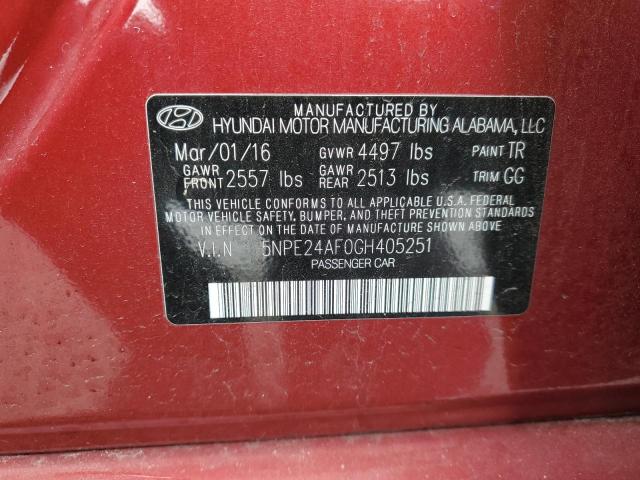 MANUFACTURED BY
HYUNDAI MOTOR MANUFACTURING ALABAMA, LLC
Mar/01/16 GVWR 4497 lbs PAINT TR
GAWR FRONT 2557 lbs GAWR REAR 2513 lbs TRIM GG
THIS VEHICLE CONFORMS TO ALL APPLICABLE U.S.A. FEDERAL
MOTOR VEHICLE SAFETY, BUMPER, AND THEFT PREVENTION STANDARDS
IN EFFECT ON THE DATE OF MANUFACTURE SHOWN ABOVE
V.I.N 5NPE24AF0GH405251
PASSENGER CAR